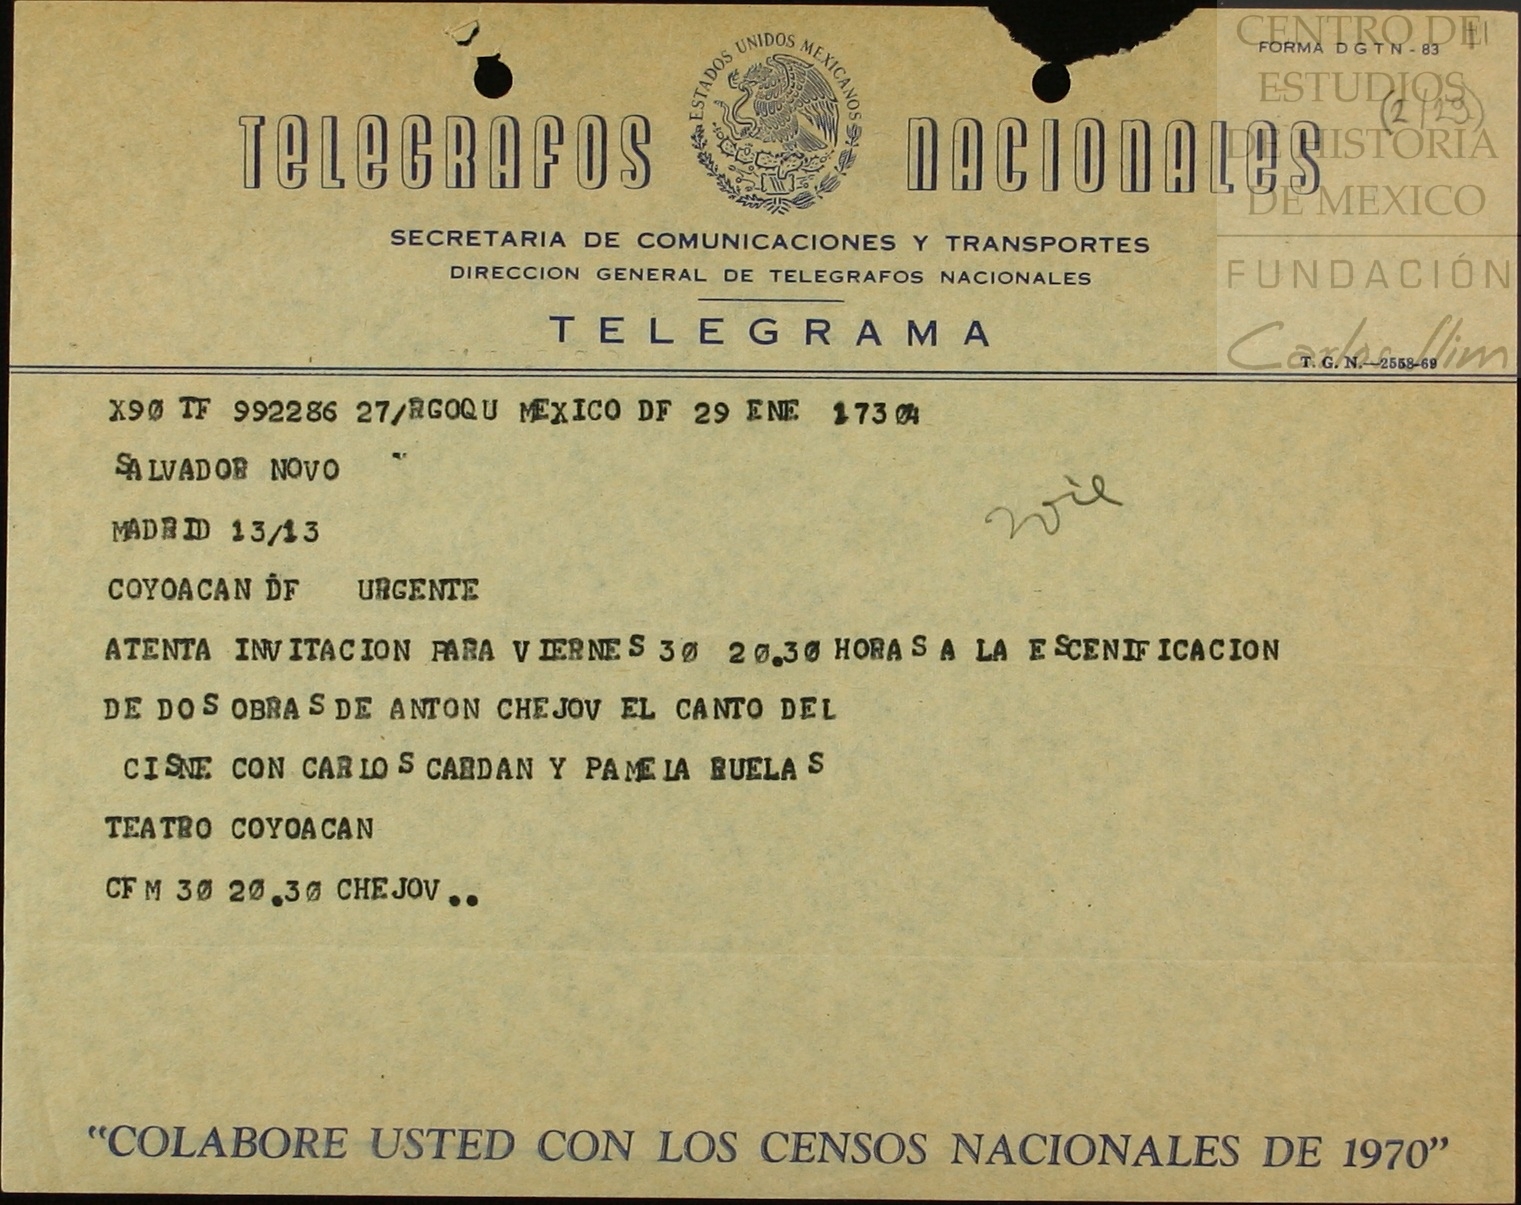 ESTADOS UNIDOS MEXICANOS
FORMA D G T N - 83
(2/23)
TELEGRAFOS NACIONALES
SECRETARIA DE COMUNICACIONES Y TRANSPORTES
DIRECCION GENERAL DE TELEGRAFOS NACIONALES
TELEGRAMA
T. G. N.—2558-69
CENTRO DE
ESTUDIOS
DE HISTORIA
DE MEXICO
FUNDACIÓN
Carlos Slim
X90 TF 992286 27/RGOQU MEXICO DF 29 ENE 1730
SALVADOR NOVO
MADRID 13/13
COYOACAN DF URGENTE
ATENTA INVITACION PARA VIERNES 30 20.30 HORAS A LA ESCENIFICACION
DE DOS OBRAS DE ANTON CHEJOV EL CANTO DEL
CISNE CON CARLOS CARDAN Y PAMELA RUELAS
TEATRO COYOACAN
CFM 30 20.30 CHEJOV..
"COLABORE USTED CON LOS CENSOS NACIONALES DE 1970"